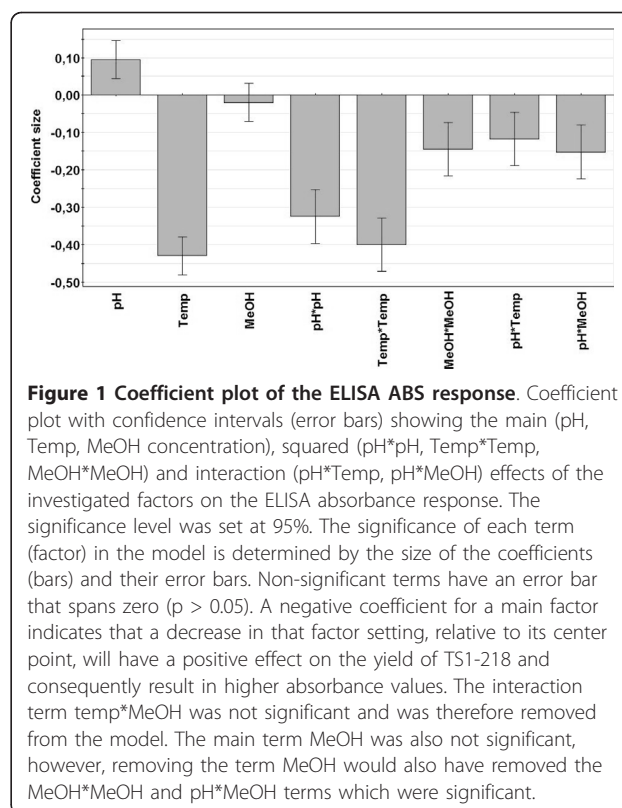 0,10
0,00
-0,10
-0,20
-0,30
-0,40
-0,50
Coefficient size
pH
Temp
MeOH
pH*pH
Temp*Temp
MeOH*MeOH
pH*Temp
pH*MeOH
Figure 1 Coefficient plot of the ELISA ABS response. Coefficient
plot with confidence intervals (error bars) showing the main (pH,
Temp, MeOH concentration), squared (pH*pH, Temp*Temp,
MeOH*MeOH) and interaction (pH*Temp, pH*MeOH) effects of the
investigated factors on the ELISA absorbance response. The
significance level was set at 95%. The significance of each term
(factor) in the model is determined by the size of the coefficients
(bars) and their error bars. Non-significant terms have an error bar
that spans zero (p > 0.05). A negative coefficient for a main factor
indicates that a decrease in that factor setting, relative to its center
point, will have a positive effect on the yield of TS1-218 and
consequently result in higher absorbance values. The interaction
term temp*MeOH was not significant and was therefore removed
from the model. The main term MeOH was also not significant,
however, removing the term MeOH would also have removed the
MeOH*MeOH and pH*MeOH terms which were significant.